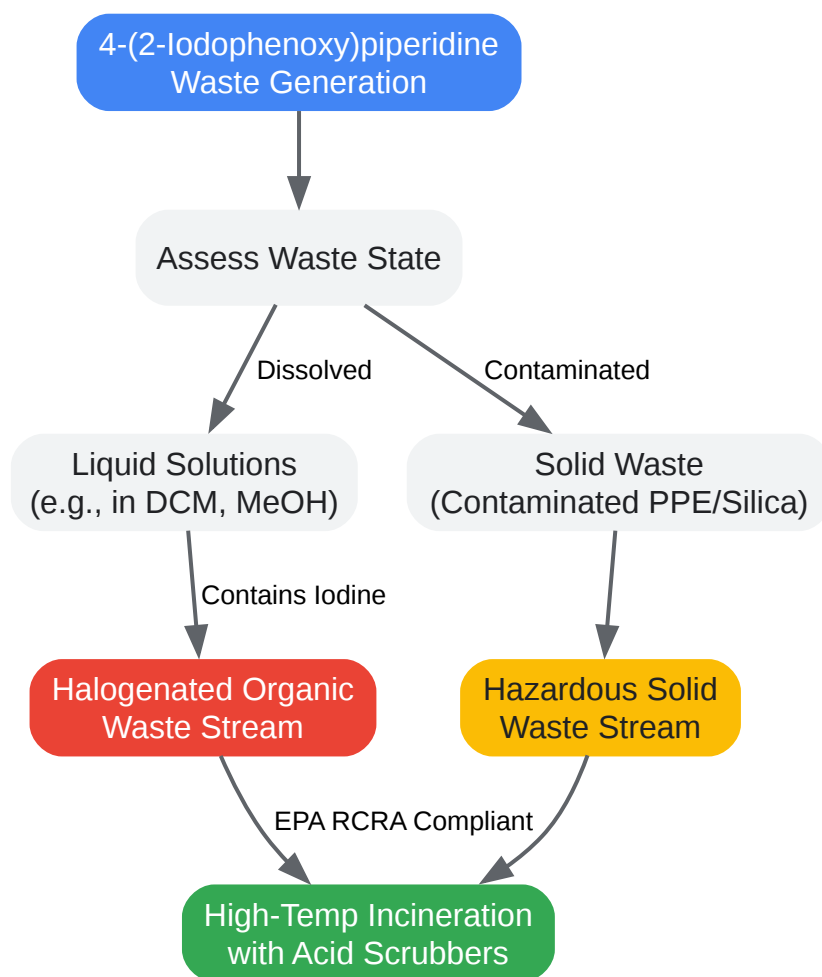 4-(2-Iodophenoxy)piperidine
Waste Generation
Assess Waste State
Dissolved
Contaminated
Liquid Solutions
(e.g., in DCM, MeOH)
Solid Waste
(Contaminated PPE/Silica)
Contains Iodine
Halogenated Organic
Waste Stream
Hazardous Solid
Waste Stream
EPA RCRA Compliant
High-Temp Incineration
with Acid Scrubbers